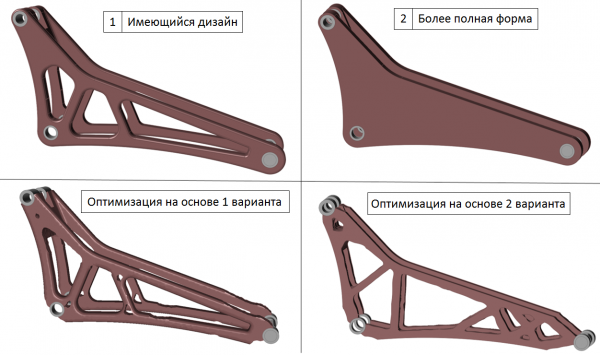 1 Имеющийся дизайн
2 Более полная форма
Оптимизация на основе 1 варианта
Оптимизация на основе 2 варианта